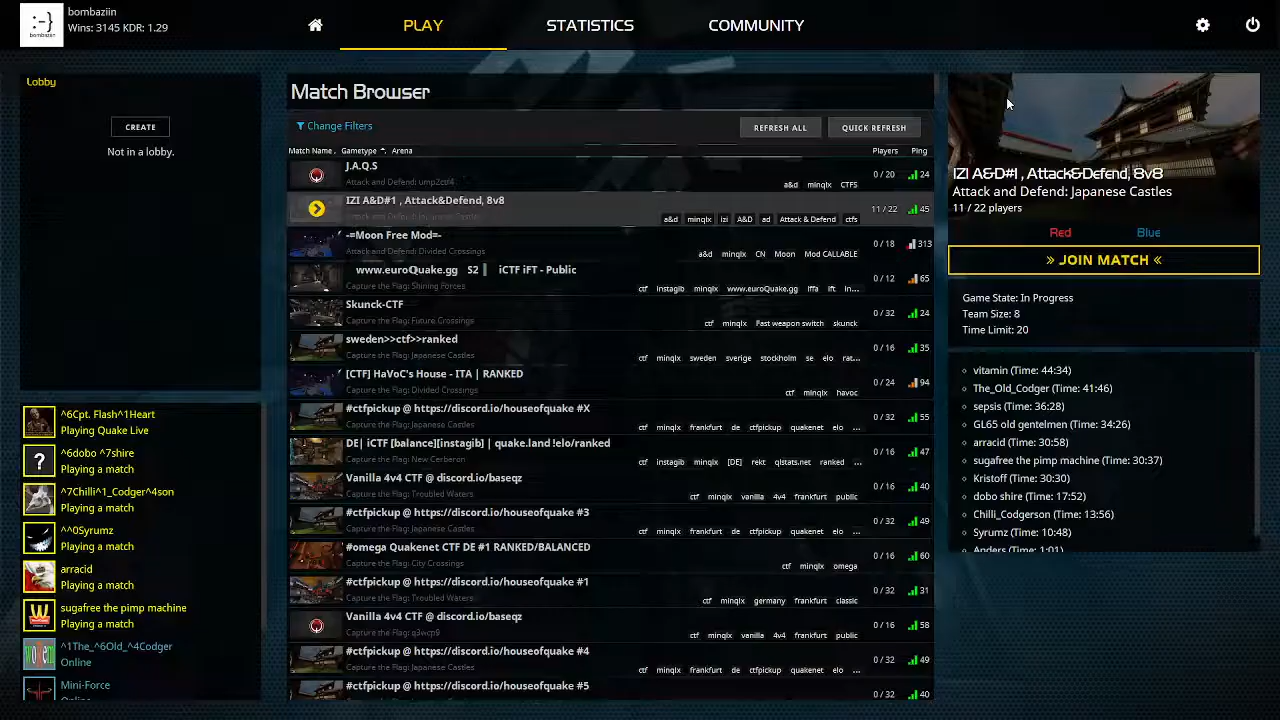 :-}
bombaziin
bombaziin
Wins: 3145 KDR: 1.29
PLAY
STATISTICS
COMMUNITY
Lobby
CREATE
Not in a lobby.
^6Cpt. Flash^1Heart
Playing Quake Live
?
^6dobo ^7shire
Playing a match
^7Chilli^1_Codger^4son
Playing a match
^^0Syrumz
Playing a match
arracid
Playing a match
sugafree the pimp machine
Playing a match
^1The_^6Old_^4Codger
Online
Mini-Force
Match Browser
Change Filters
REFRESH ALL
QUICK REFRESH
Match Name Gametype Arena Players Ping
J.A.Q.S
Attack and Defend: ump2ctf4
a&d minqlx CTFS
0 / 20 24
IZI A&D#1 , Attack&Defend, 8v8
Attack and Defend: Japanese Castles
a&d minqlx Izi A&D ad Attack & Defend ctfs
11 / 22 45
-=Moon Free Mod=-
Attack and Defend: Divided Crossings
a&d minqlx CN Moon Mod CALLABLE
0 / 18 313
www.euroQuake.gg S2 iCTF iFT - Public
Capture the Flag: Shining Forces
ctf instagib minqlx www.euroQuake.gg iffa ift in...
0 / 12 65
Skunck-CTF
Capture the Flag: Future Crossings
ctf minqlx Fast weapon switch skunck
0 / 32 24
sweden>>ctf>>ranked
Capture the Flag: Japanese Castles
ctf minqlx sweden sverige stockholm se elo rat...
0 / 16 35
[CTF] HaVoC's House - ITA | RANKED
Capture the Flag: Divided Crossings
ctf minqlx havoc
0 / 24 94
#ctfpickup @ https://discord.io/houseofquake #X
Capture the Flag: Japanese Castles
ctf minqlx frankfurt de ctfpickup quakenet elo ...
0 / 32 55
DE| iCTF [balance][instagib] | quake.land !elo/ranked
Capture the Flag: New Cerberon
ctf instagib minqlx [DE] rekt qlstats.net ranked ...
0 / 16 47
Vanilla 4v4 CTF @ discord.io/baseqz
Capture the Flag: Troubled Waters
ctf minqlx vanilla 4v4 frankfurt public
0 / 16 40
#ctfpickup @ https://discord.io/houseofquake #3
Capture the Flag: Japanese Castles
ctf minqlx frankfurt de ctfpickup quakenet elo ...
0 / 32 49
#omega Quakenet CTF DE #1 RANKED/BALANCED
Capture the Flag: City Crossings
ctf minqlx omega
0 / 16 60
#ctfpickup @ https://discord.io/houseofquake #1
Capture the Flag: Troubled Waters
ctf minqlx germany frankfurt classic
0 / 32 31
Vanilla 4v4 CTF @ discord.io/baseqz
Capture the Flag: q3wcp9
ctf minqlx vanilla 4v4 frankfurt public
0 / 16 58
#ctfpickup @ https://discord.io/houseofquake #4
Capture the Flag: Japanese Castles
ctf minqlx frankfurt de ctfpickup quakenet elo ...
0 / 32 49
#ctfpickup @ https://discord.io/houseofquake #5
0 / 32 40
IZI A&D#1 , Attack&Defend, 8v8
Attack and Defend: Japanese Castles
11 / 22 players
Red Blue
» JOIN MATCH «
Game State: In Progress
Team Size: 8
Time Limit: 20
vitamin (Time: 44:34)
The_Old_Codger (Time: 41:46)
sepsis (Time: 36:28)
GL65 old gentelmen (Time: 34:26)
arracid (Time: 30:58)
sugafree the pimp machine (Time: 30:37)
Kristoff (Time: 30:30)
dobo shire (Time: 17:52)
Chilli_Codgerson (Time: 13:56)
Syrumz (Time: 10:48)
Anders (Time: 1:01)